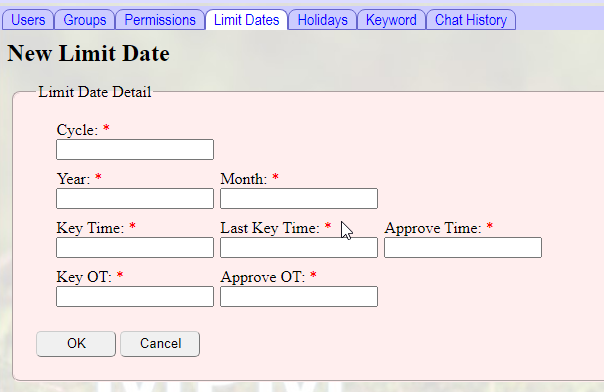 Users Groups Permissions Limit Dates Holidays Keyword Chat History
New Limit Date
Limit Date Detail
Cycle: *
Year: * Month: *
Key Time: * Last Key Time: * Approve Time: *
Key OT: * Approve OT: *
OK Cancel